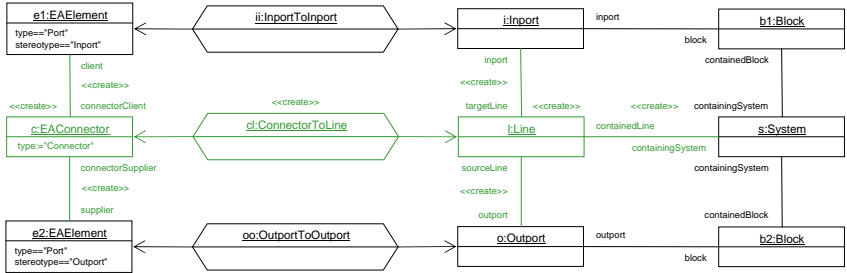 e1:EAElement
type=="Port"
stereotype=="Inport"
ii:InportToInport
i:Inport
inport
block
b1:Block
client
<<create>>
connectorClient
<<create>>
inport
<<create>>
targetLine
<<create>>
containedBlock
containingSystem
c:EAConnector
type:="Connector"
<<create>>
cl:ConnectorToLine
l:Line
containedLine
<<create>>
containingSystem
s:System
connectorSupplier
<<create>>
supplier
sourceLine
<<create>>
outport
containingSystem
containedBlock
e2:EAElement
type=="Port"
stereotype=="Outport"
oo:OutportToOutport
o:Outport
outport
block
b2:Block